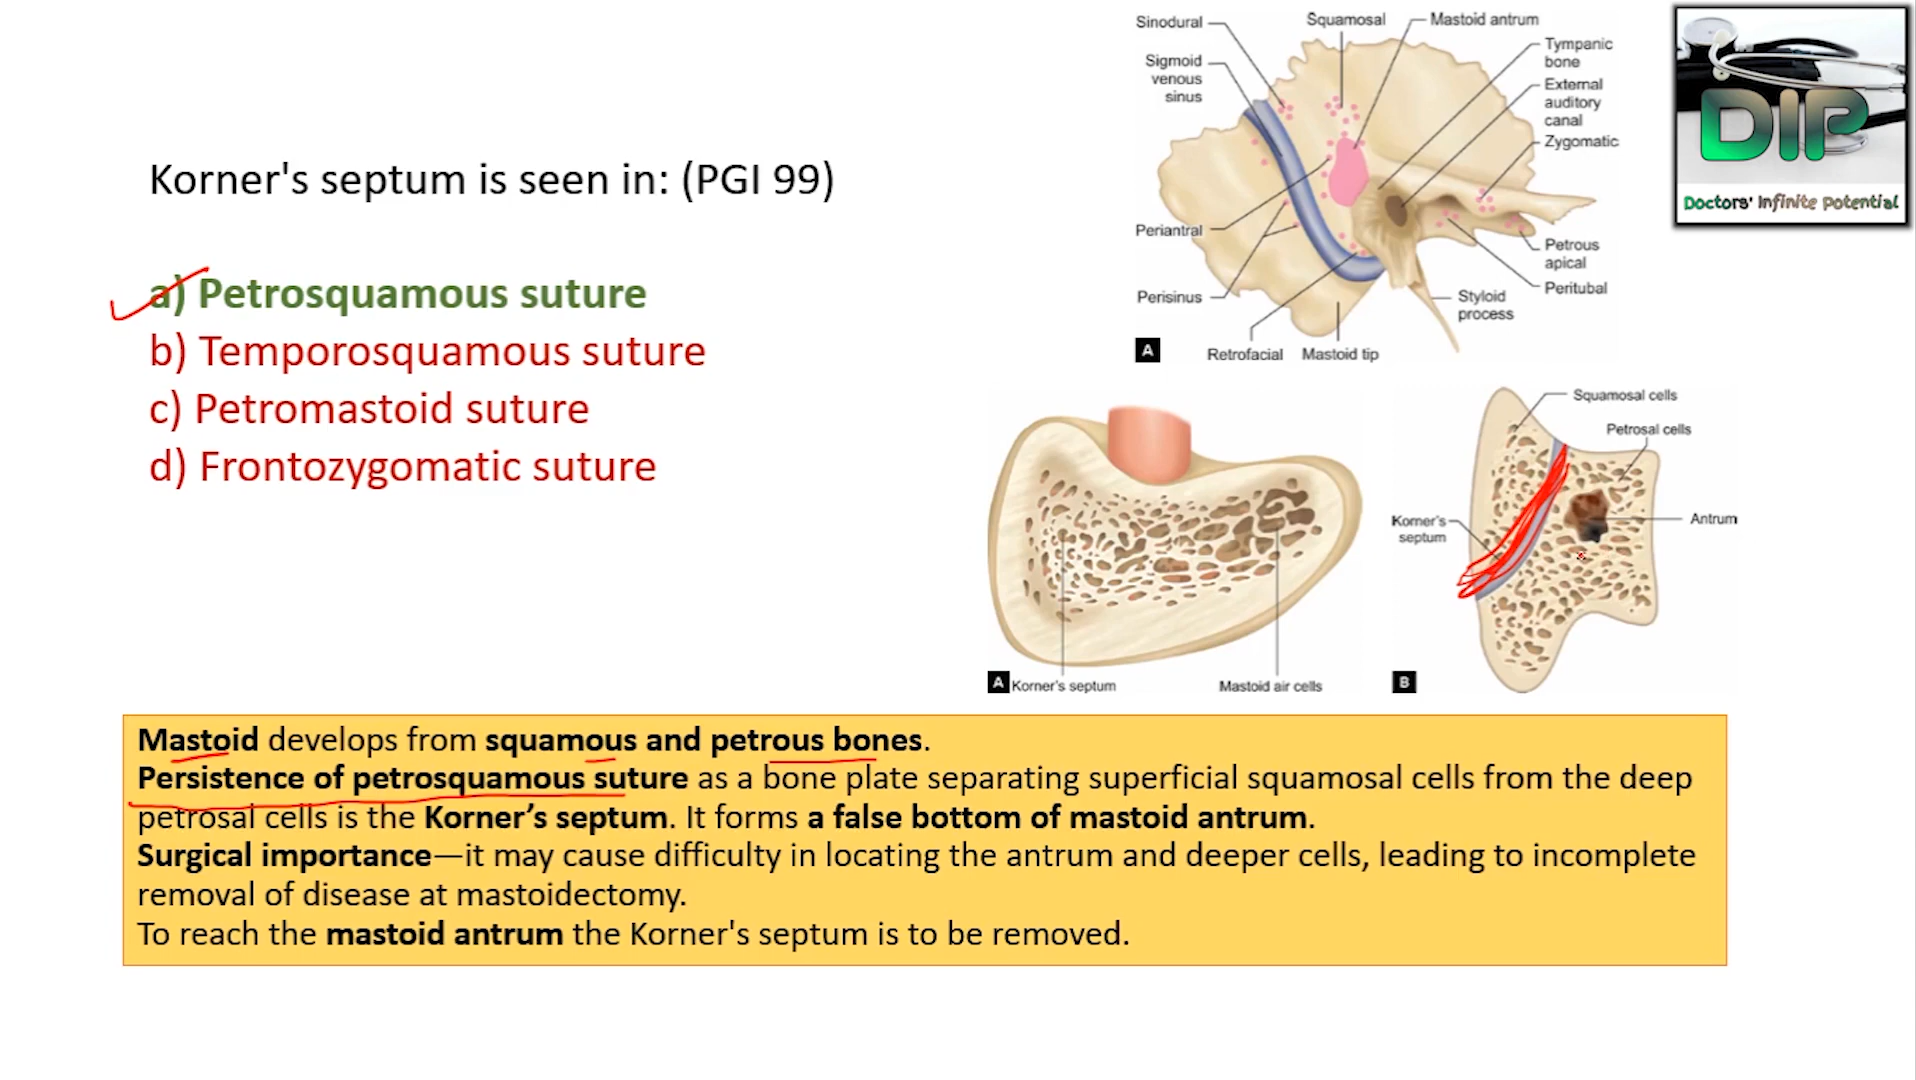 Korner's septum is seen in: (PGI 99)
a) Petrosquamous suture
b) Temporosquamous suture
c) Petromastoid suture
d) Frontozygomatic suture
Sinodural
Squamosal
Mastoid antrum
Sigmoid
venous
sinus
Tympanic
bone
External
auditory
canal
Zygomatic
Periantral
Petrous
apical
Perisinus
Peritubal
Styloid
process
A
Retrofacial
Mastoid tip
DIP
Doctors' Infinite Potential
Squamosal cells
Petrosal cells
Korner's
septum
Antrum
A
Korner's septum
Mastoid air cells
B
Mastoid develops from squamous and petrous bones.
Persistence of petrosquamous suture as a bone plate separating superficial squamosal cells from the deep
petrosal cells is the Korner’s septum. It forms a false bottom of mastoid antrum.
Surgical importance—it may cause difficulty in locating the antrum and deeper cells, leading to incomplete
removal of disease at mastoidectomy.
To reach the mastoid antrum the Korner's septum is to be removed.